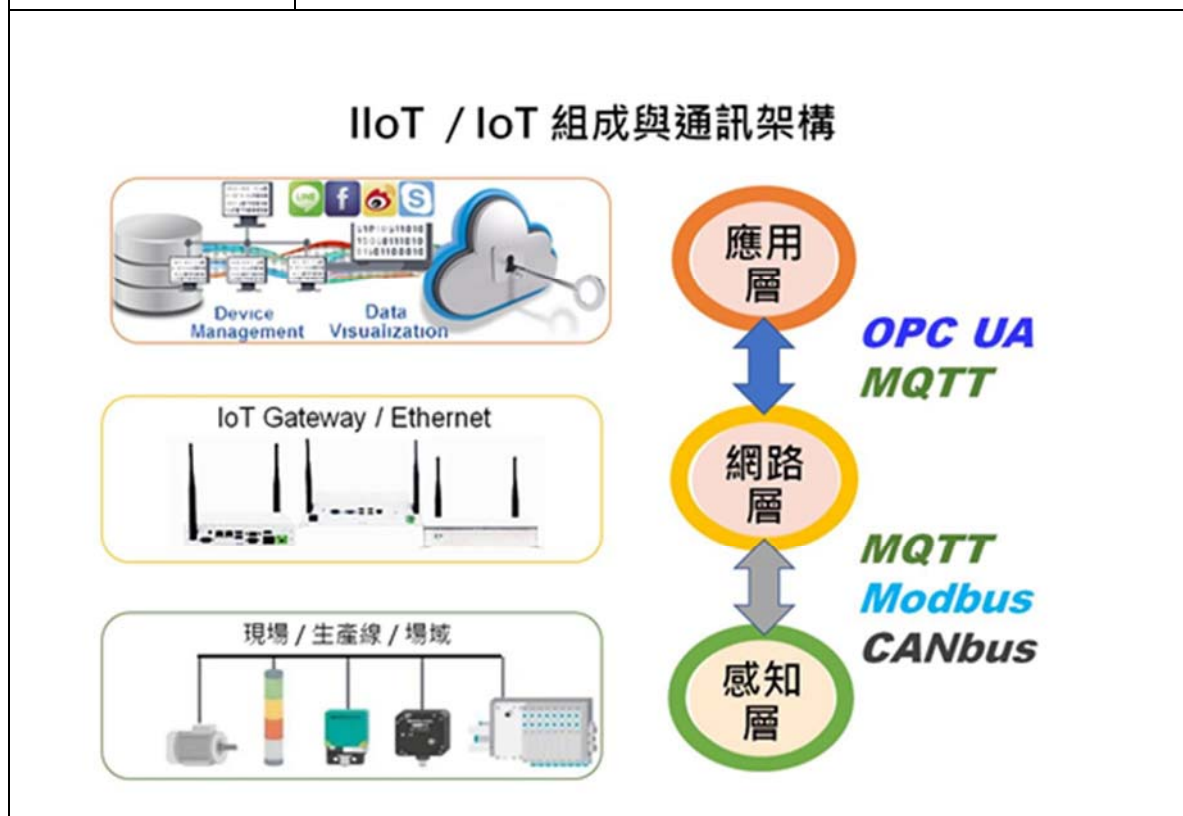 IIoT / IoT 組成與通訊架構
LINE
Device
Management
Data
Visualization
應用
層
OPC UA
MQTT
IoT Gateway / Ethernet
網路
層
MQTT
Modbus
CANbus
現場 / 生產線 / 場域
感知
層